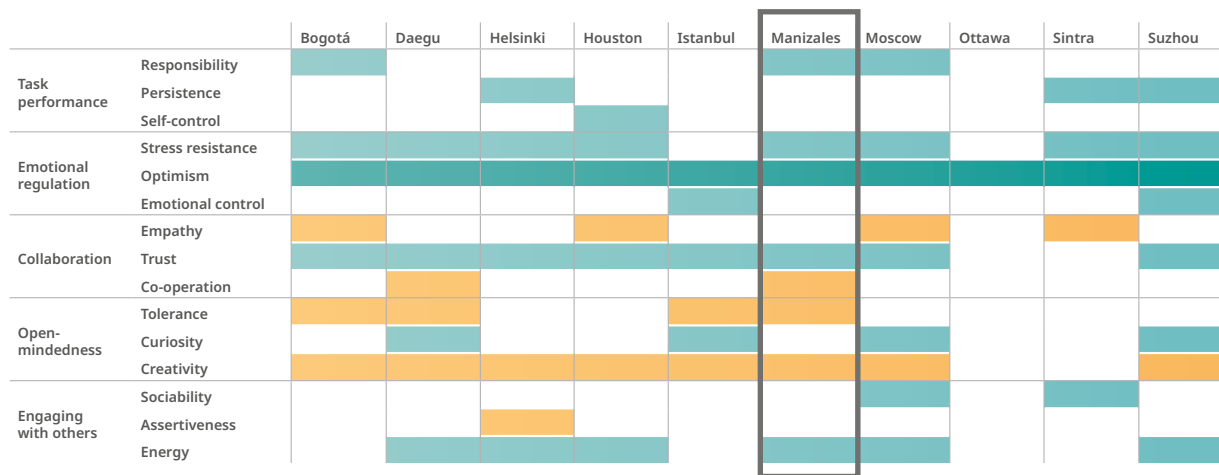 Bogotá Daegu Helsinki Houston Istanbul Manizales Moscow Ottawa Sintra Suzhou
Task
performance
Responsibility
Persistence
Self-control
Emotional
regulation
Stress resistance
Optimism
Emotional control
Collaboration
Empathy
Trust
Co-operation
Open-
mindedness
Tolerance
Curiosity
Creativity
Engaging
with others
Sociability
Assertiveness
Energy